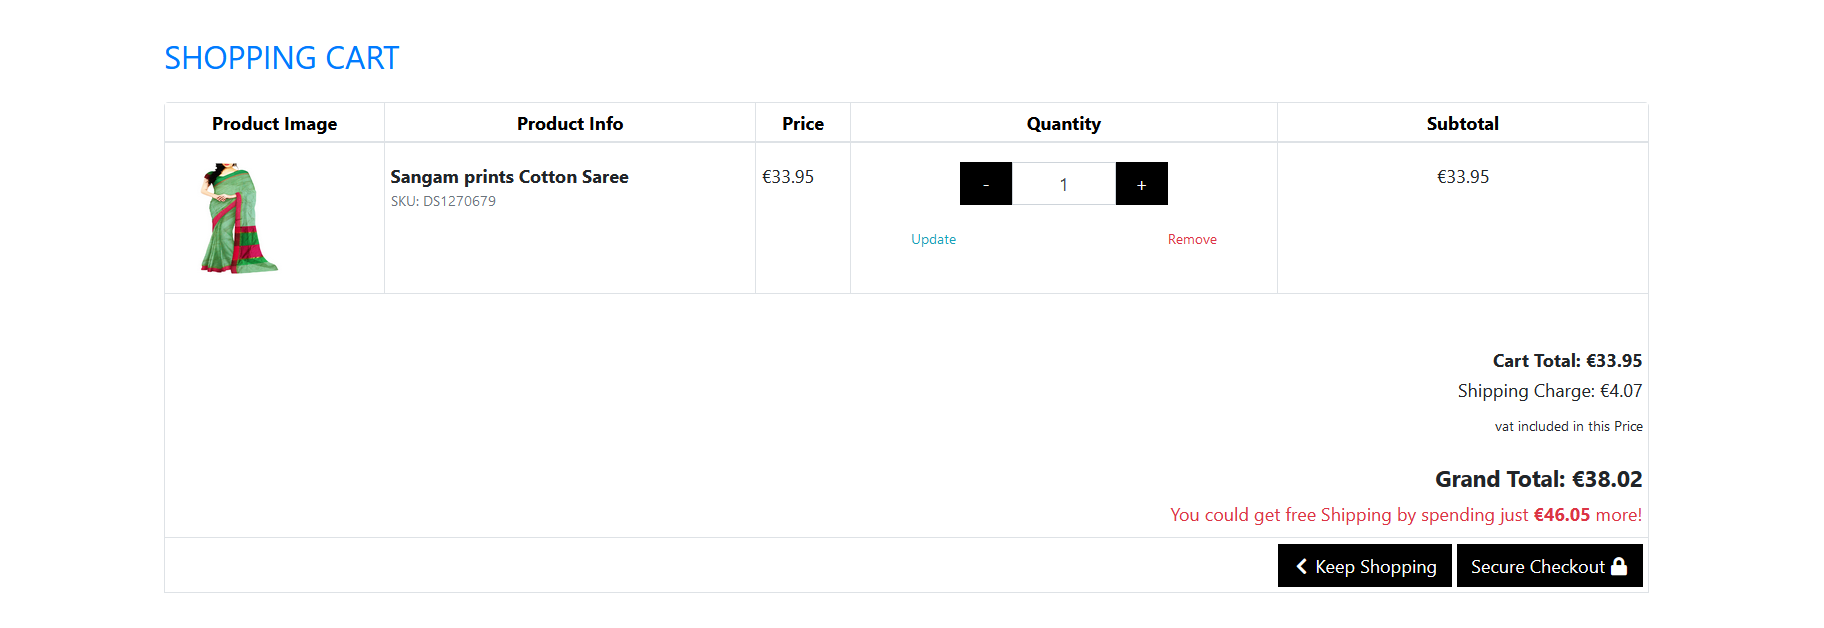 SHOPPING CART
Product Image Product Info Price Quantity Subtotal
Sangam prints Cotton Saree €33.95 - 1 + €33.95
SKU: DS1270679
Update Remove
Cart Total: €33.95
Shipping Charge: €4.07
vat included in this Price
Grand Total: €38.02
You could get free Shipping by spending just €46.05 more!
Keep Shopping Secure Checkout